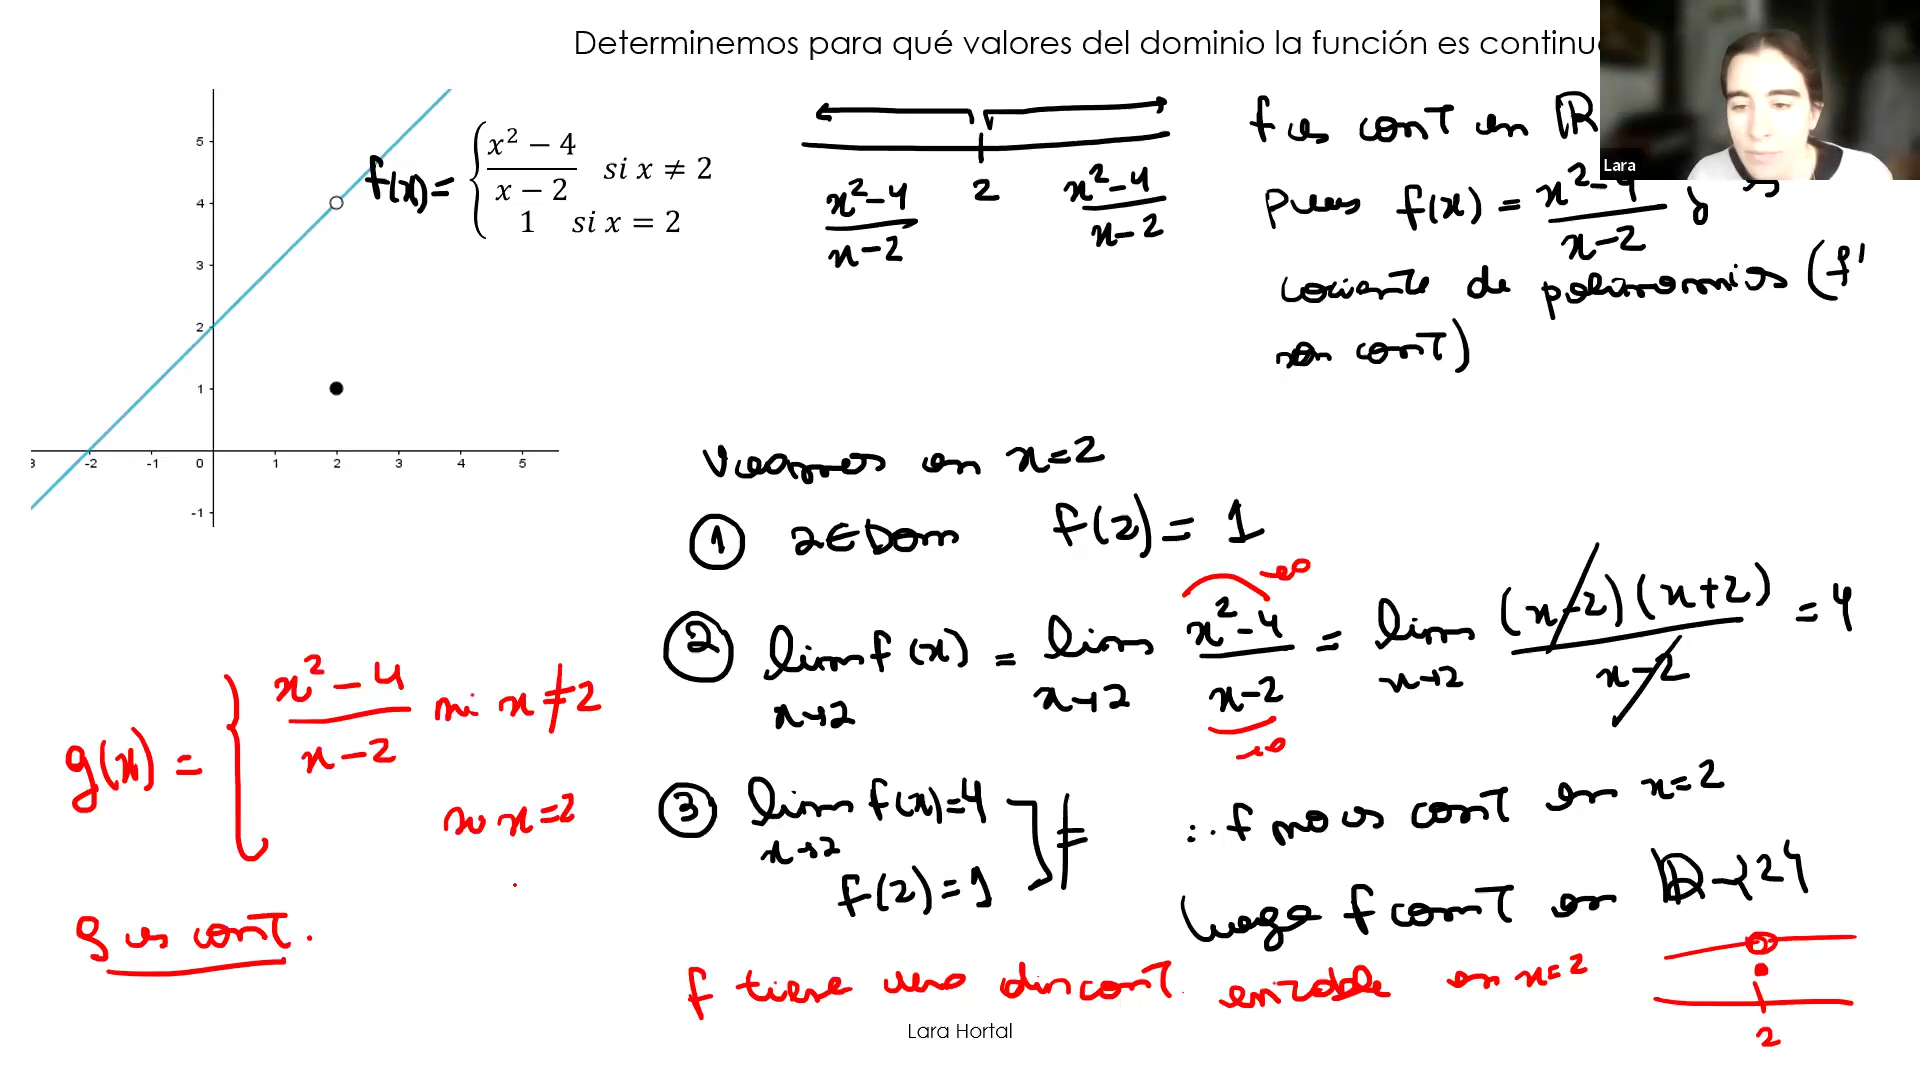 Determinemos para qué valores del dominio la función es continu
Lara
f(x) = { x² − 4 / x − 2 si x ≠ 2
1 si x = 2
5
4
3
2
1
-1
-2 -1 0 1 2 3 4 5
x²-4 / x-2 2 x²-4 / x-2
f es cont en R
pues f(x) = x²-4 / x-2 y es
cociente de polinomios (f'
son cont)
Veamos en x=2
① 2∈Dom f(2) = 1
② lim x→2 f(x) = lim x→2 x²-4 →0 / x-2 →0 = lim x→2 (x-2)(x+2) / x-2 = 4
③ lim x→2 f(x)=4
f(2)=1 ] ≠
∴ f no es cont en x=2
luego f cont en R-{2}
f tiene una discont. evitable en x=2
2
g(x) = { x²-4 / x-2 si x≠2
si x=2
g es cont.
Lara Hortal